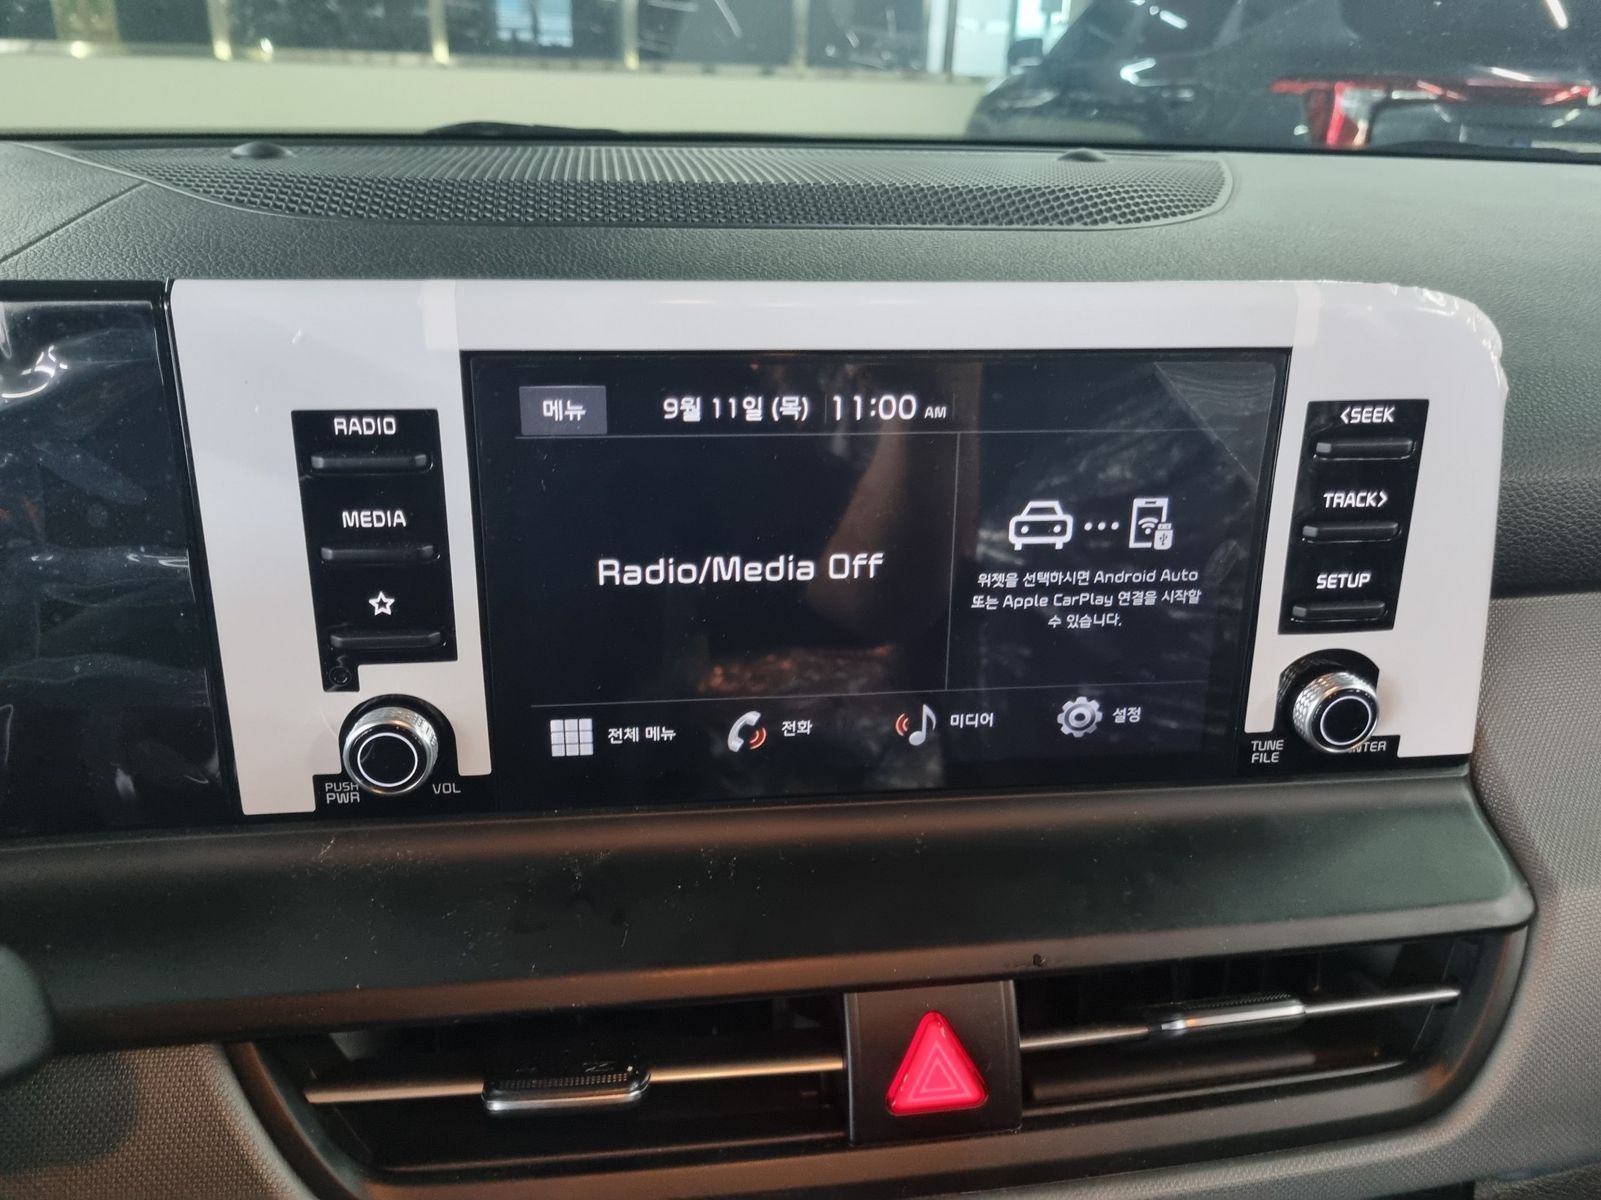 RADIO
MEDIA
PUSH
PWR
VOL
메뉴
9월 11일 (목) 11:00 AM
Radio/Media Off
위젯을 선택하시면 Android Auto
또는 Apple CarPlay 연결을 시작할
수 있습니다.
전체 메뉴
전화
미디어
설정
<SEEK
TRACK>
SETUP
TUNE
FILE